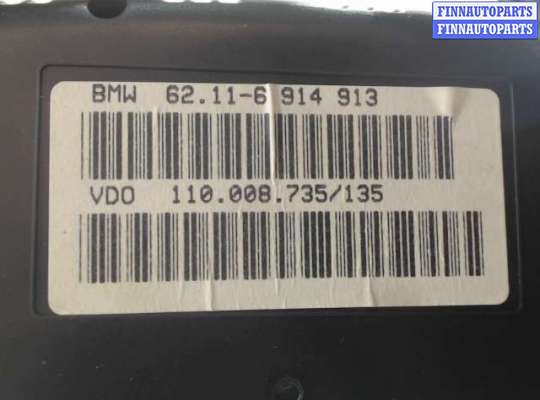 FINNAUTOPARTS
FINNAUTOPARTS
BMW 62.11-6 914 913
VDO 110.008.735/135